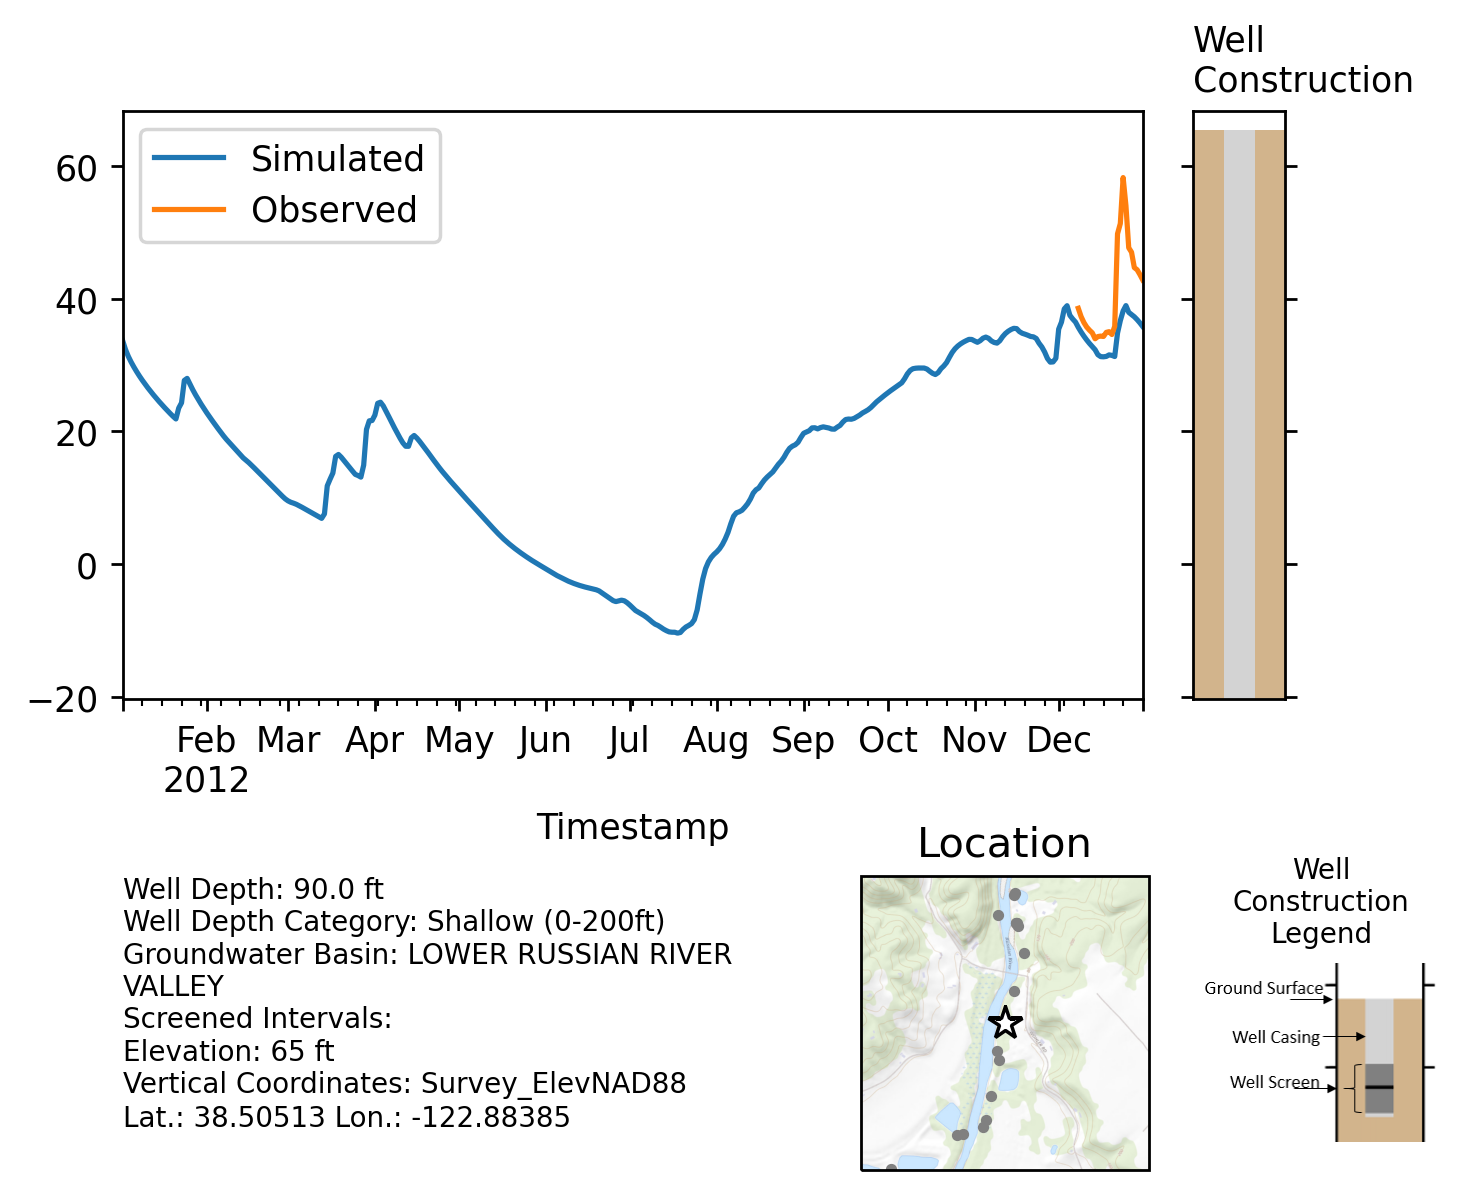 Well
Construction
Simulated
Observed
60
40
20
0
−20
Feb
2012
Mar
Apr
May
Jun
Jul
Aug
Sep
Oct
Nov
Dec
Timestamp
Well Depth: 90.0 ft
Well Depth Category: Shallow (0-200ft)
Groundwater Basin: LOWER RUSSIAN RIVER
VALLEY
Screened Intervals:
Elevation: 65 ft
Vertical Coordinates: Survey_ElevNAD88
Lat.: 38.50513 Lon.: -122.88385
Location
Well
Construction
Legend
Ground Surface
Well Casing
Well Screen